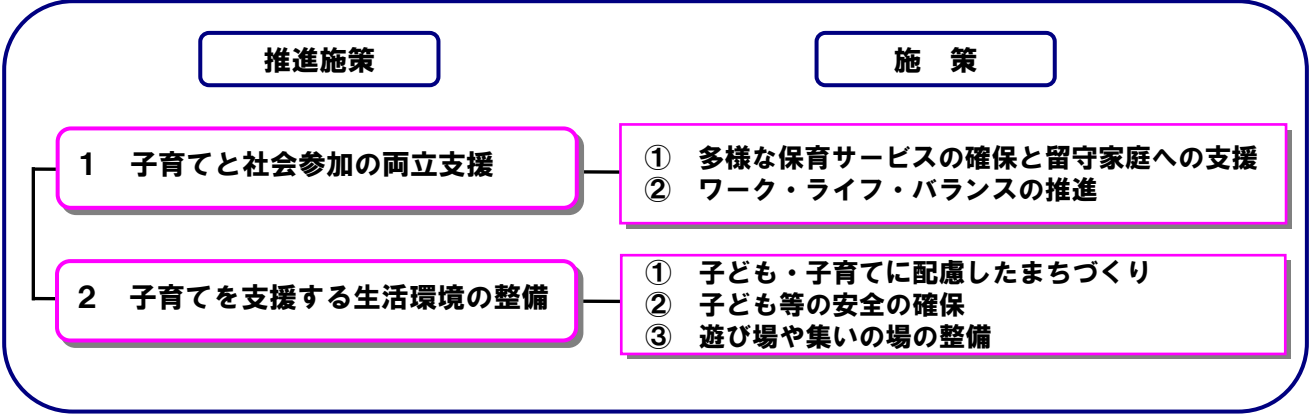 推進施策
施　策
1　子育てと社会参加の両立支援
①　多様な保育サービスの確保と留守家庭への支援
②　ワーク・ライフ・バランスの推進
2　子育てを支援する生活環境の整備
①　子ども・子育てに配慮したまちづくり
②　子ども等の安全の確保
③　遊び場や集いの場の整備